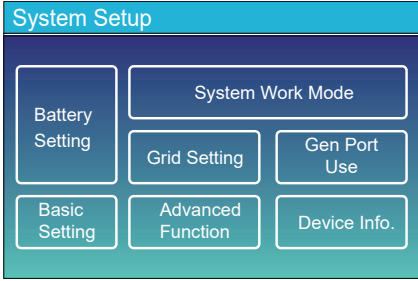 System Setup
Battery
Setting
System Work Mode
Grid Setting
Gen Port
Use
Basic
Setting
Advanced
Function
Device Info.